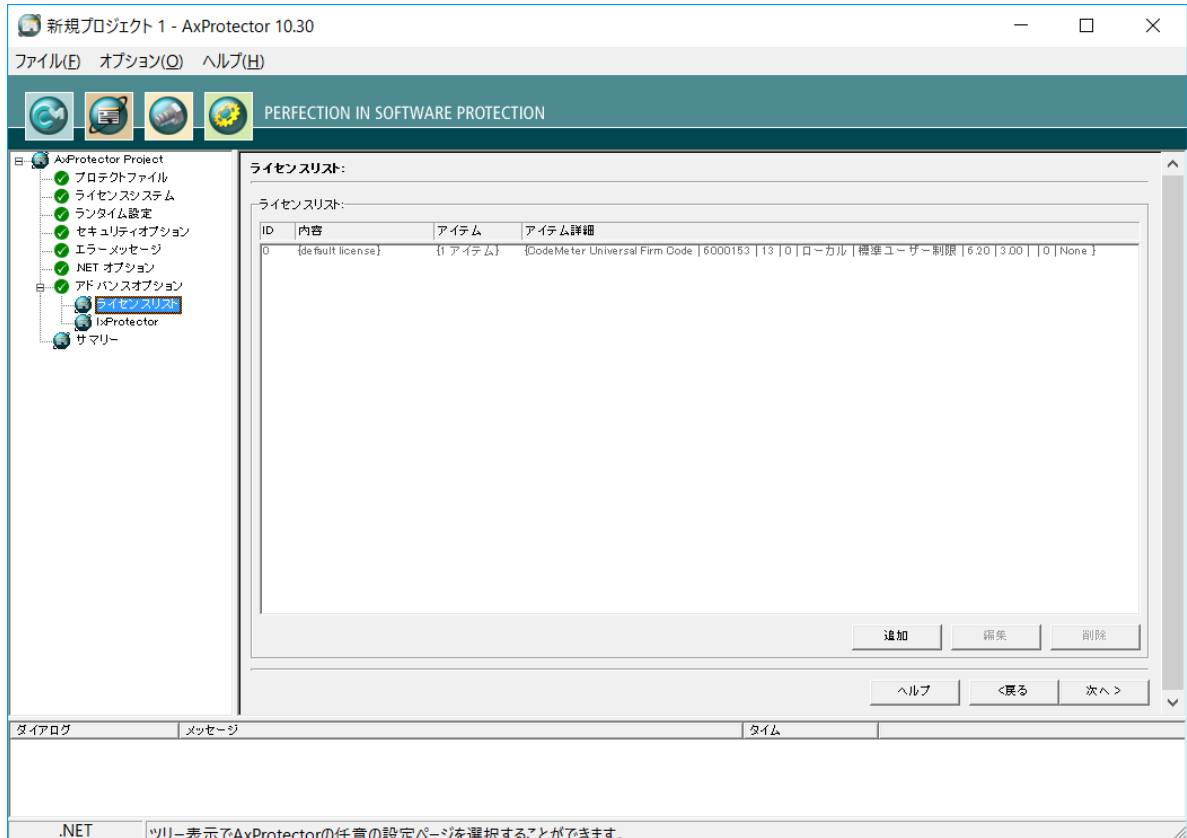 新規プロジェクト 1 - AxProtector 10.30
ファイル(F) オプション(O) ヘルプ(H)
PERFECTION IN SOFTWARE PROTECTION
AxProtector Project
プロテクトファイル
ライセンスシステム
ランタイム設定
セキュリティオプション
エラーメッセージ
.NET オプション
アドバンスオプション
ライセンスリスト
IxProtector
サマリー
ライセンスリスト:
ライセンスリスト:
ID 内容 アイテム アイテム詳細
0 {default license} {1 アイテム} {CodeMeter Universal Firm Code | 6000153 | 13 | 0 | ローカル | 標準ユーザー制限 | 6.20 | 3.00 | | 0 | None }
追加 編集 削除
ヘルプ <戻る 次へ >
ダイアログ メッセージ タイム
.NET ツリー表示でAxProtectorの任意の設定ページを選択することができます。